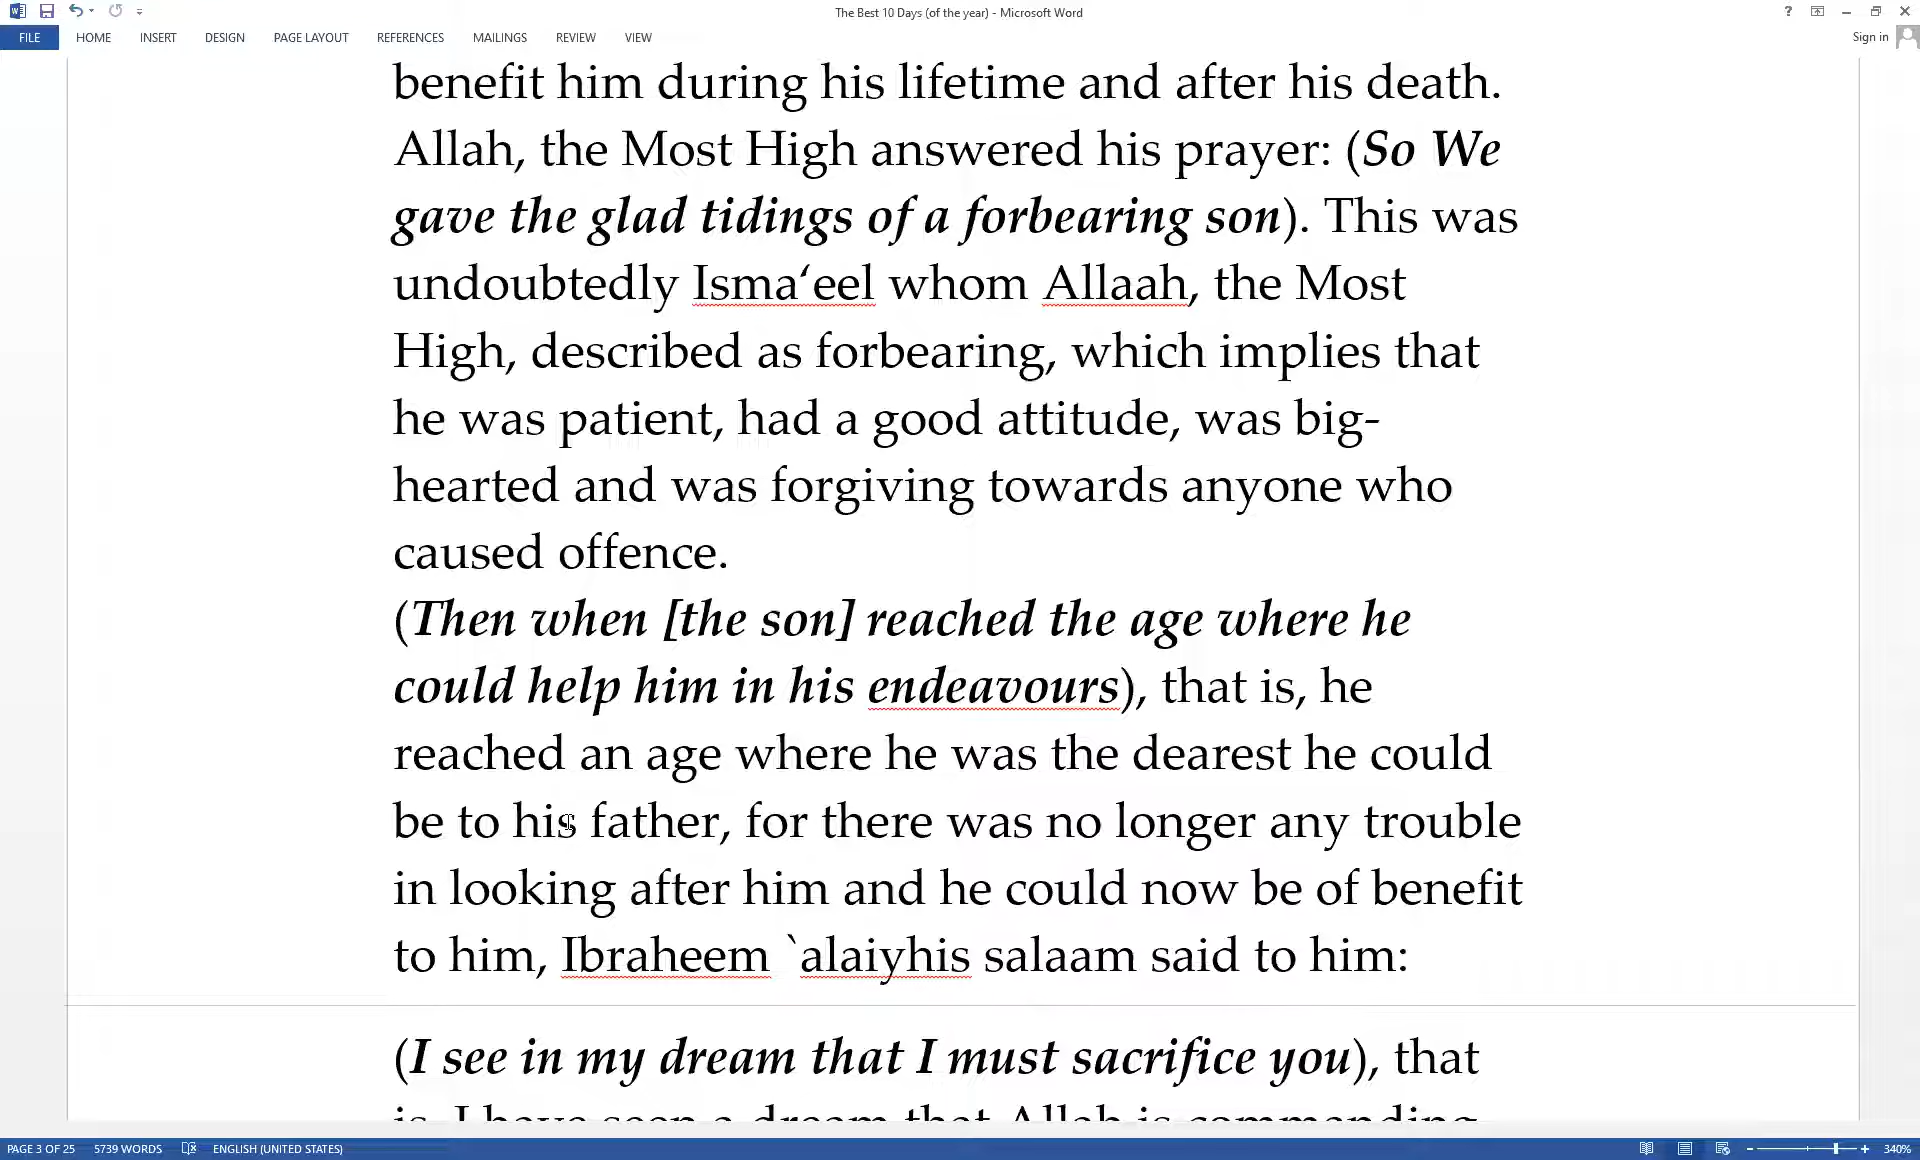 The Best 10 Days (of the year) - Microsoft Word
?
FILE HOME INSERT DESIGN PAGE LAYOUT REFERENCES MAILINGS REVIEW VIEW Sign in
benefit him during his lifetime and after his death.
Allah, the Most High answered his prayer: (So We
gave the glad tidings of a forbearing son). This was
undoubtedly Isma‘eel whom Allaah, the Most
High, described as forbearing, which implies that
he was patient, had a good attitude, was big-
hearted and was forgiving towards anyone who
caused offence.
(Then when [the son] reached the age where he
could help him in his endeavours), that is, he
reached an age where he was the dearest he could
be to his father, for there was no longer any trouble
in looking after him and he could now be of benefit
to him, Ibraheem `alaiyhis salaam said to him:
(I see in my dream that I must sacrifice you), that
is, I have seen a dream that Allah is commanding
PAGE 3 OF 25 5739 WORDS ENGLISH (UNITED STATES) 340%